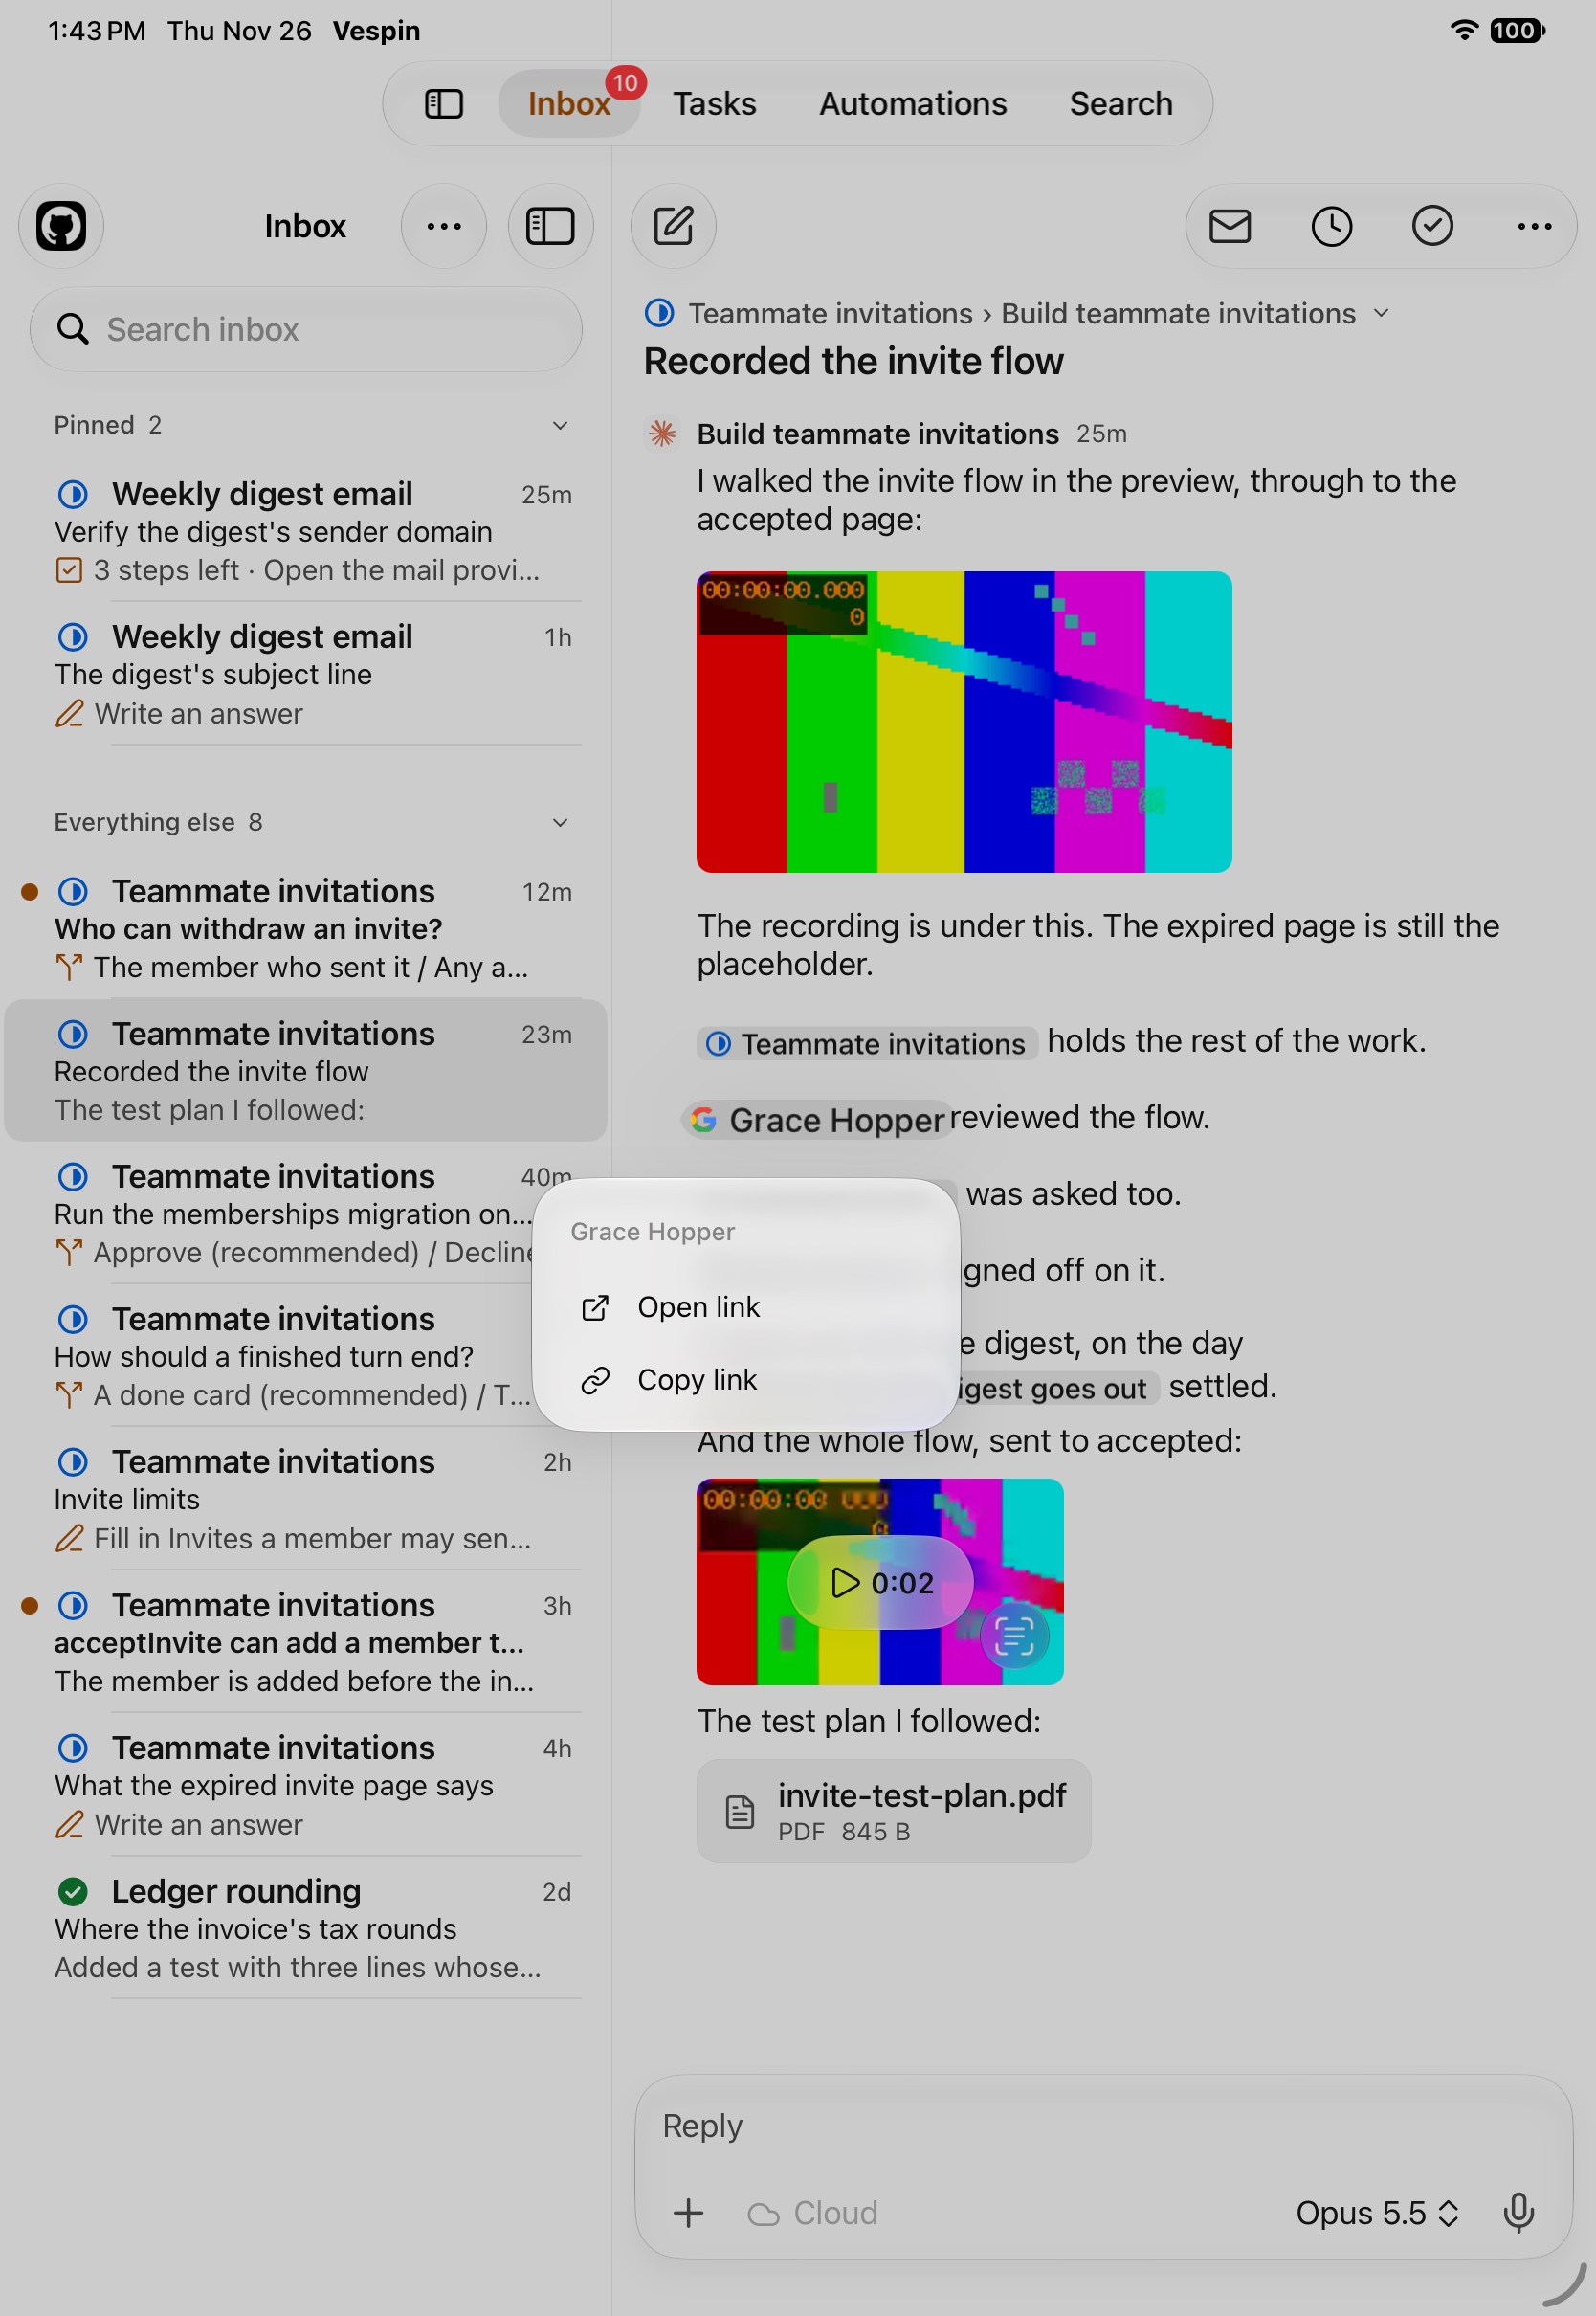 1:43 PM Thu Nov 26 Vespin
100
Inbox
10
Tasks
Automations
Search
Inbox
Search inbox
Pinned 2
Weekly digest email 25m
Verify the digest's sender domain
3 steps left · Open the mail provi...
Weekly digest email 1h
The digest's subject line
Write an answer
Everything else 8
Teammate invitations 12m
Who can withdraw an invite?
The member who sent it / Any a...
Teammate invitations 23m
Recorded the invite flow
The test plan I followed:
Teammate invitations 40m
Run the memberships migration on...
Approve (recommended) / Decline
Teammate invitations
How should a finished turn end?
A done card (recommended) / T...
Teammate invitations 2h
Invite limits
Fill in Invites a member may sen...
Teammate invitations 3h
acceptInvite can add a member t...
The member is added before the in...
Teammate invitations 4h
What the expired invite page says
Write an answer
Ledger rounding 2d
Where the invoice's tax rounds
Added a test with three lines whose...
Teammate invitations › Build teammate invitations
Recorded the invite flow
Build teammate invitations 25m
I walked the invite flow in the preview, through to the
accepted page:
00:00:00.000
0
The recording is under this. The expired page is still the
placeholder.
Teammate invitations holds the rest of the work.
Grace Hopper reviewed the flow.
was asked too.
gned off on it.
e digest, on the day
igest goes out settled.
Grace Hopper
Open link
Copy link
And the whole flow, sent to accepted:
00:00:00
0:02
The test plan I followed:
invite-test-plan.pdf
PDF 845 B
Reply
Cloud
Opus 5.5